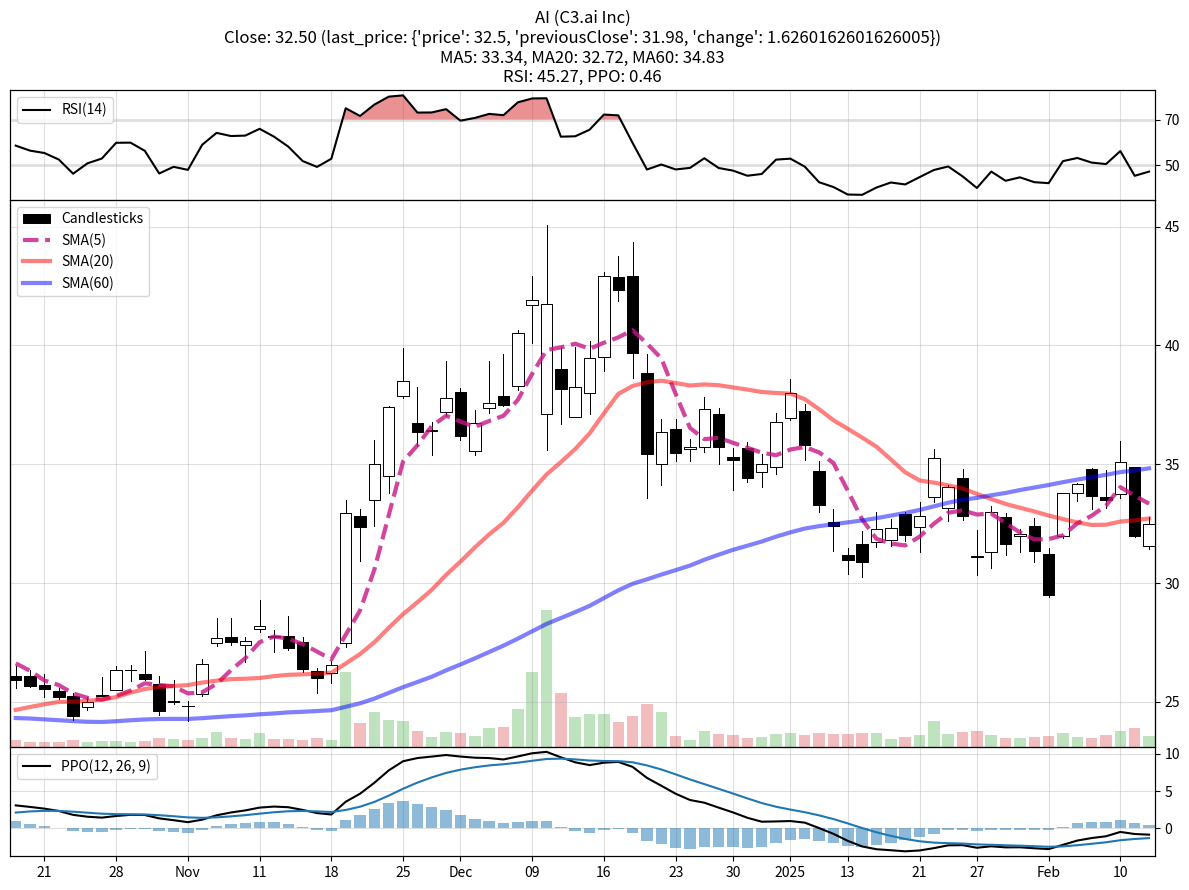 AI (C3.ai Inc)
Close: 32.50 (last_price: {'price': 32.5, 'previousClose': 31.98, 'change': 1.6260162601626005})
MA5: 33.34, MA20: 32.72, MA60: 34.83
RSI: 45.27, PPO: 0.46
RSI(14)
70
50
Candlesticks
SMA(5)
SMA(20)
SMA(60)
45
40
35
30
25
PPO(12, 26, 9)
10
5
0
21 28 Nov 11 18 25 Dec 09 16 23 30 2025 13 21 27 Feb 10